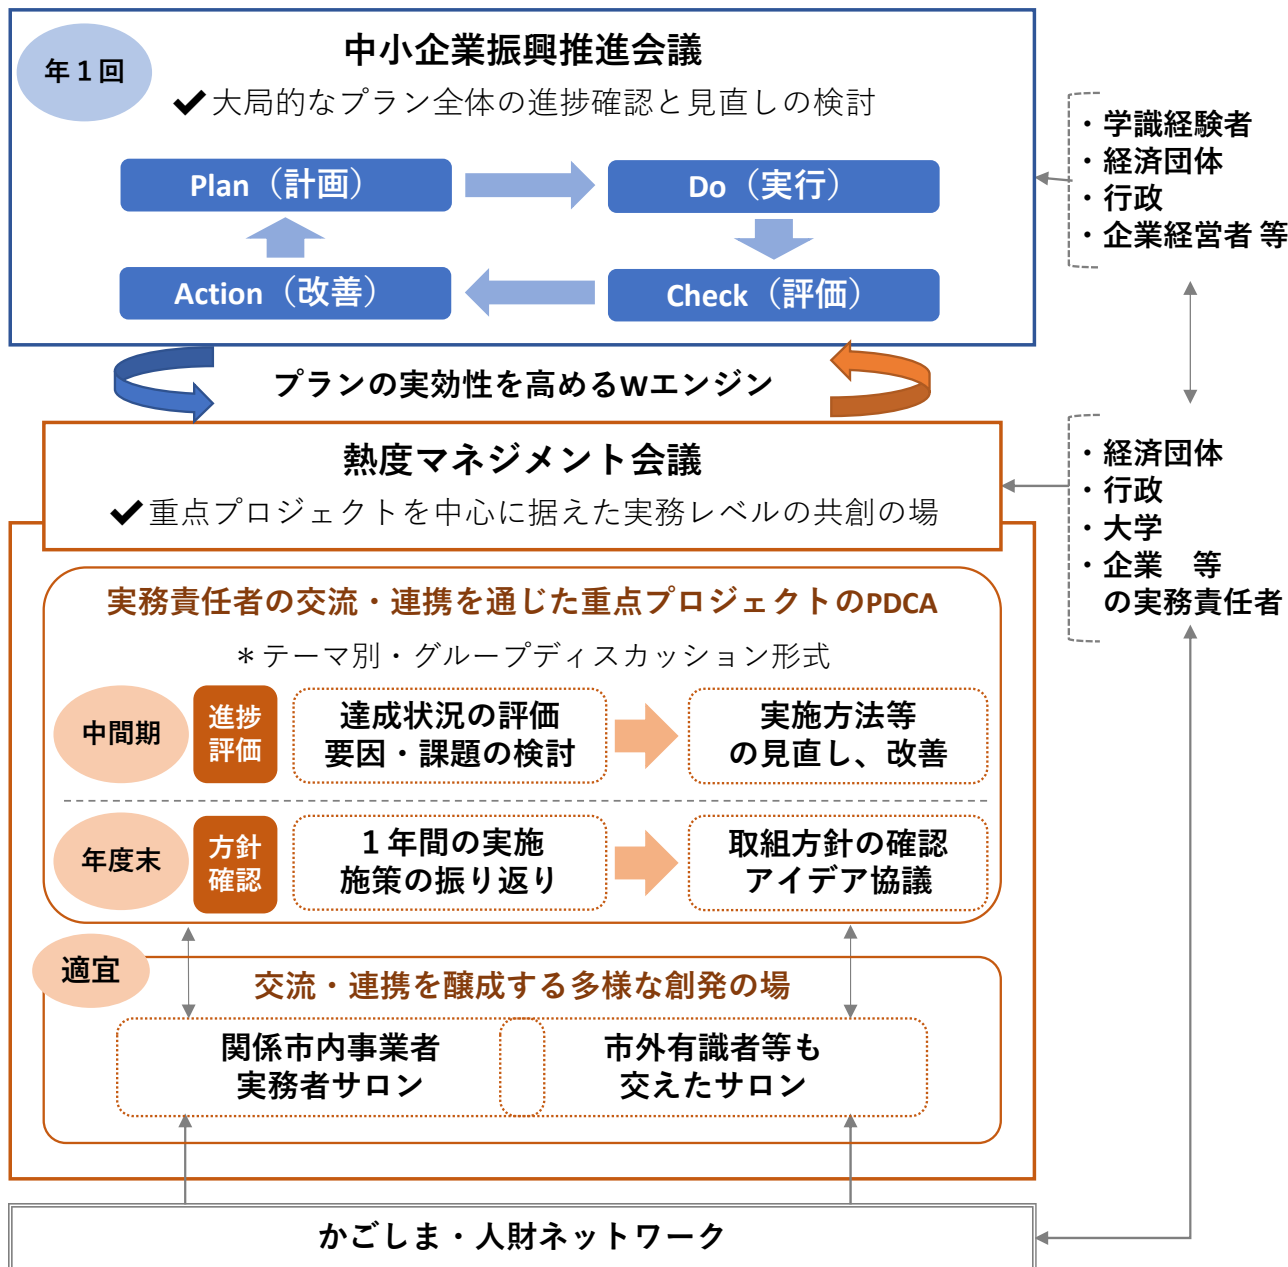 年１回
中小企業振興推進会議
✔大局的なプラン全体の進捗確認と見直しの検討
Plan（計画）
Do（実行）
Action（改善）
Check（評価）
・学識経験者
・経済団体
・行政
・企業経営者 等
プランの実効性を高めるWエンジン
熱度マネジメント会議
✔重点プロジェクトを中心に据えた実務レベルの共創の場
・経済団体
・行政
・大学
・企業　等
の実務責任者
実務責任者の交流・連携を通じた重点プロジェクトのPDCA
＊テーマ別・グループディスカッション形式
中間期
進捗
評価
達成状況の評価
要因・課題の検討
実施方法等
の見直し、改善
年度末
方針
確認
１年間の実施
施策の振り返り
取組方針の確認
アイデア協議
適宜
交流・連携を醸成する多様な創発の場
関係市内事業者
実務者サロン
市外有識者等も
交えたサロン
かごしま・人財ネットワーク